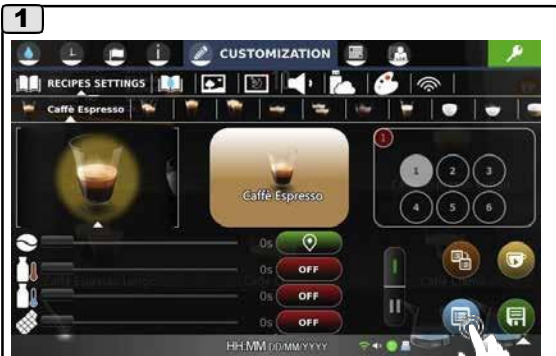 1
CUSTOMIZATION
RECIPES SETTINGS
Caffè Espresso
Caffè Espresso
1
1 2 3
4 5 6
0s
0s OFF
0s OFF
0s OFF
HH:MM DD/MM/YYYY